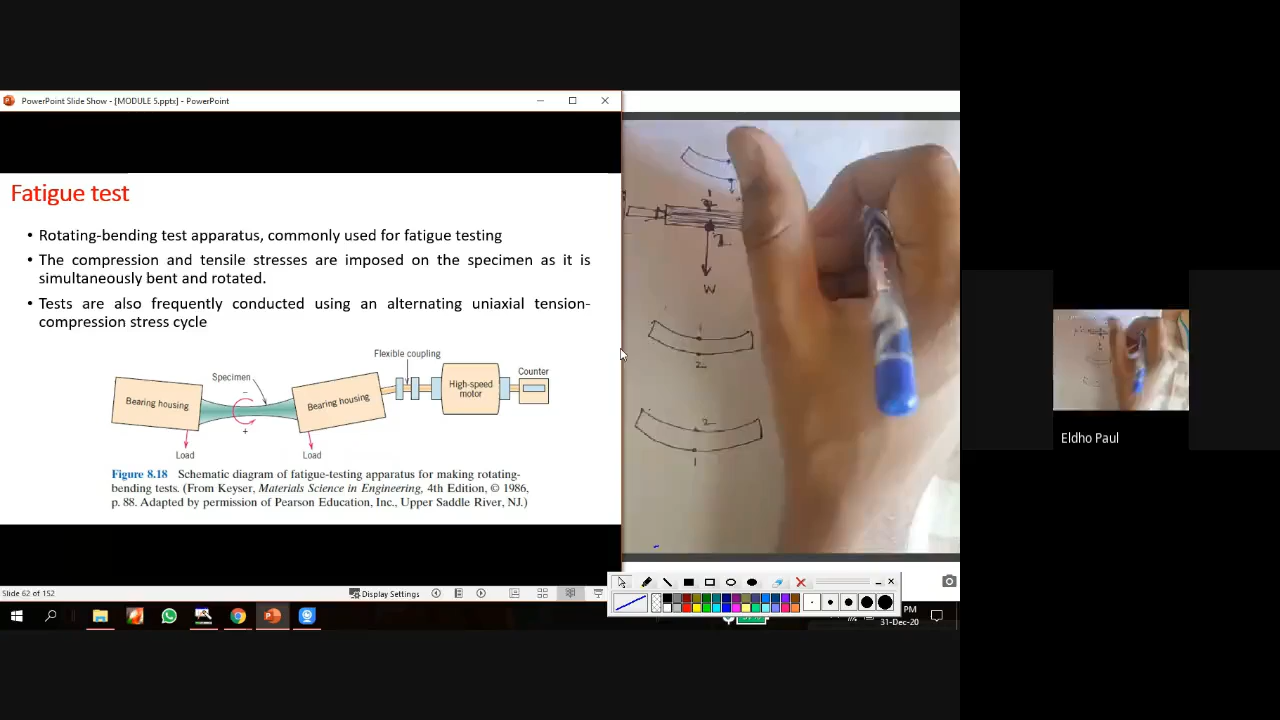 PowerPoint Slide Show - [MODULE 5.pptx] - PowerPoint
Fatigue test
• Rotating-bending test apparatus, commonly used for fatigue testing
• The compression and tensile stresses are imposed on the specimen as it is
simultaneously bent and rotated.
• Tests are also frequently conducted using an alternating uniaxial tension-
compression stress cycle
Flexible coupling
Specimen
Counter
High-speed
motor
Bearing housing
Bearing housing
−
+
Load
Load
Figure 8.18 Schematic diagram of fatigue-testing apparatus for making rotating-
bending tests. (From Keyser, Materials Science in Engineering, 4th Edition, © 1986,
p. 88. Adapted by permission of Pearson Education, Inc., Upper Saddle River, NJ.)
W
1
2
2
1
Eldho Paul
Slide 62 of 152
Display Settings
PM
31-Dec-20